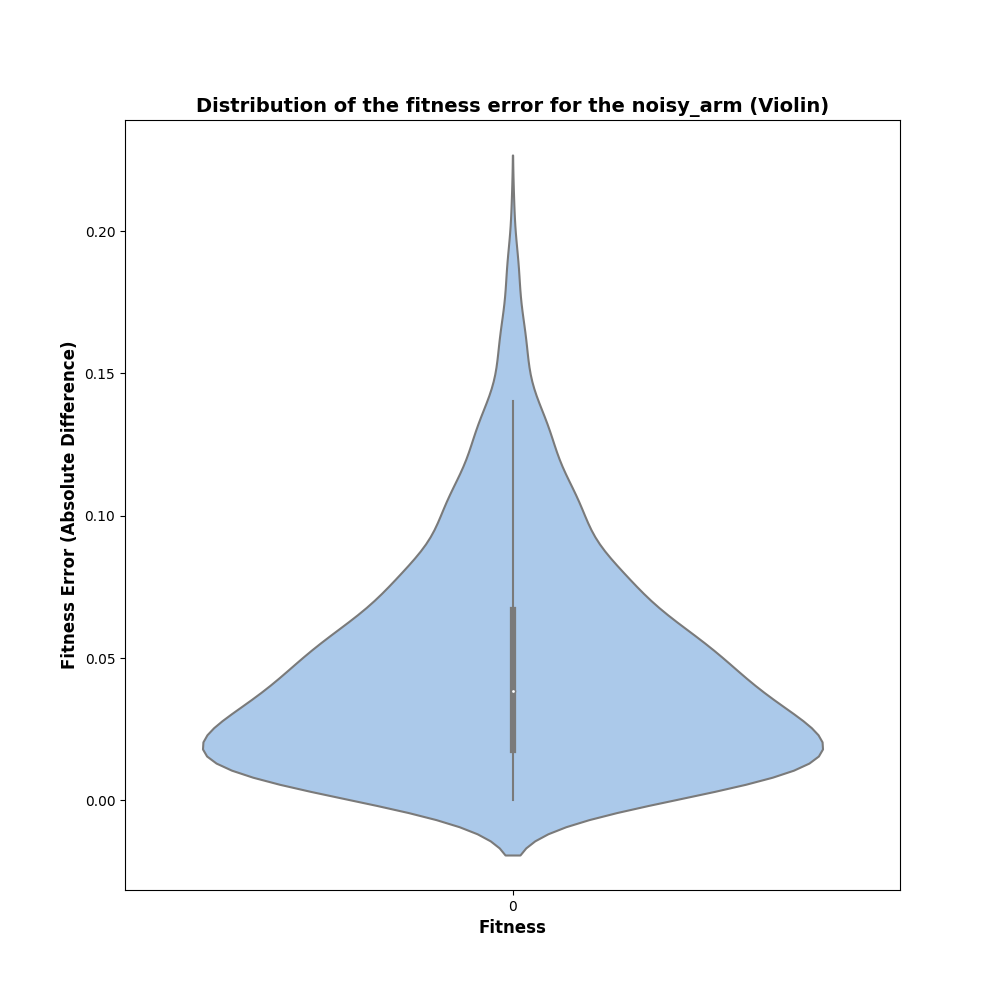 Distribution of the fitness error for the noisy_arm (Violin)
Fitness Error (Absolute Difference)
0.20
0.15
0.10
0.05
0.00
0
Fitness